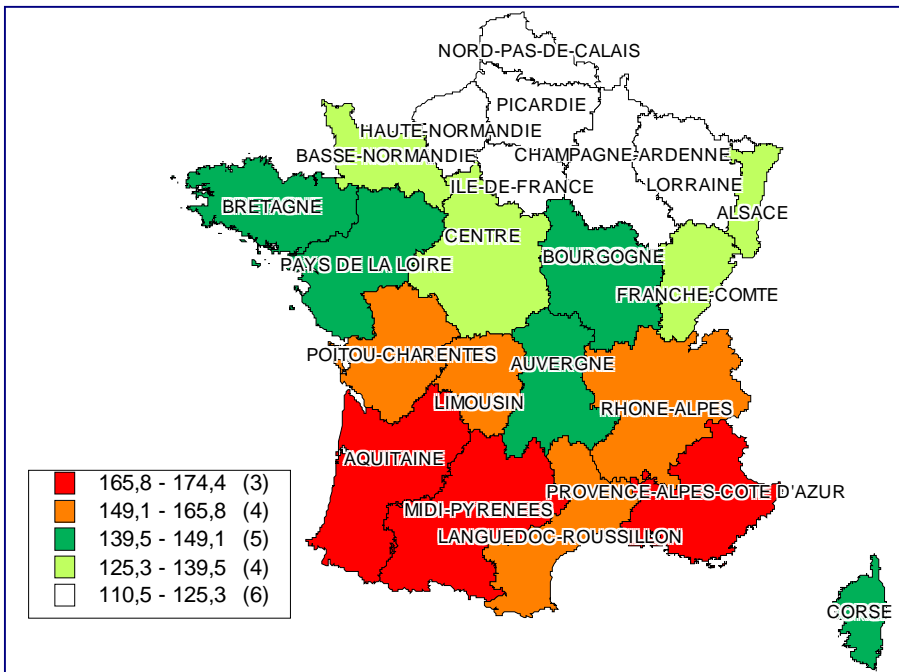 NORD-PAS-DE-CALAIS
PICARDIE
HAUTE-NORMANDIE
BASSE-NORMANDIE
CHAMPAGNE-ARDENNE
ILE-DE-FRANCE
LORRAINE
BRETAGNE
ALSACE
CENTRE
BOURGOGNE
PAYS DE LA LOIRE
FRANCHE-COMTE
POITOU-CHARENTES
AUVERGNE
LIMOUSIN
RHONE-ALPES
AQUITAINE
PROVENCE-ALPES-COTE D'AZUR
MIDI-PYRENEES
LANGUEDOC-ROUSSILLON
CORSE
165,8 - 174,4 (3)
149,1 - 165,8 (4)
139,5 - 149,1 (5)
125,3 - 139,5 (4)
110,5 - 125,3 (6)